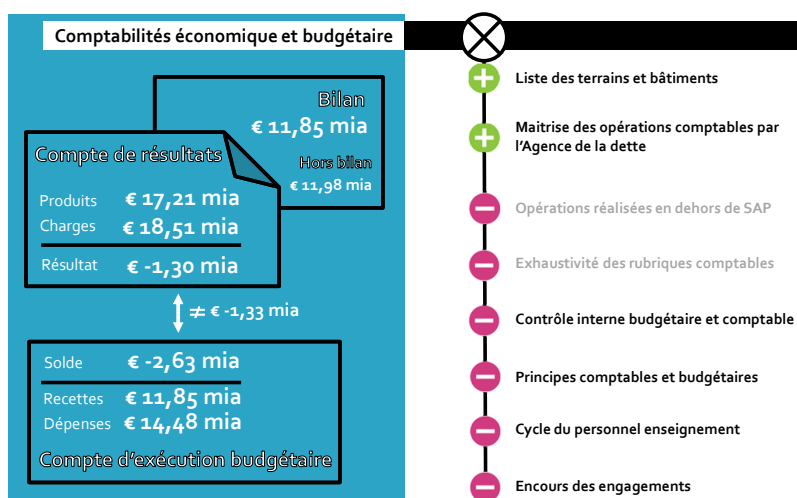 Comptabilités économique et budgétaire
Bilan
€ 11,85 mia
Hors bilan
€ 11,98 mia
Compte de résultats
Produits € 17,21 mia
Charges € 18,51 mia
Résultat € -1,30 mia
≠ € -1,33 mia
Solde € -2,63 mia
Recettes € 11,85 mia
Dépenses € 14,48 mia
Compte d'exécution budgétaire
Liste des terrains et bâtiments
Maitrise des opérations comptables par
l'Agence de la dette
Opérations réalisées en dehors de SAP
Exhaustivité des rubriques comptables
Contrôle interne budgétaire et comptable
Principes comptables et budgétaires
Cycle du personnel enseignement
Encours des engagements